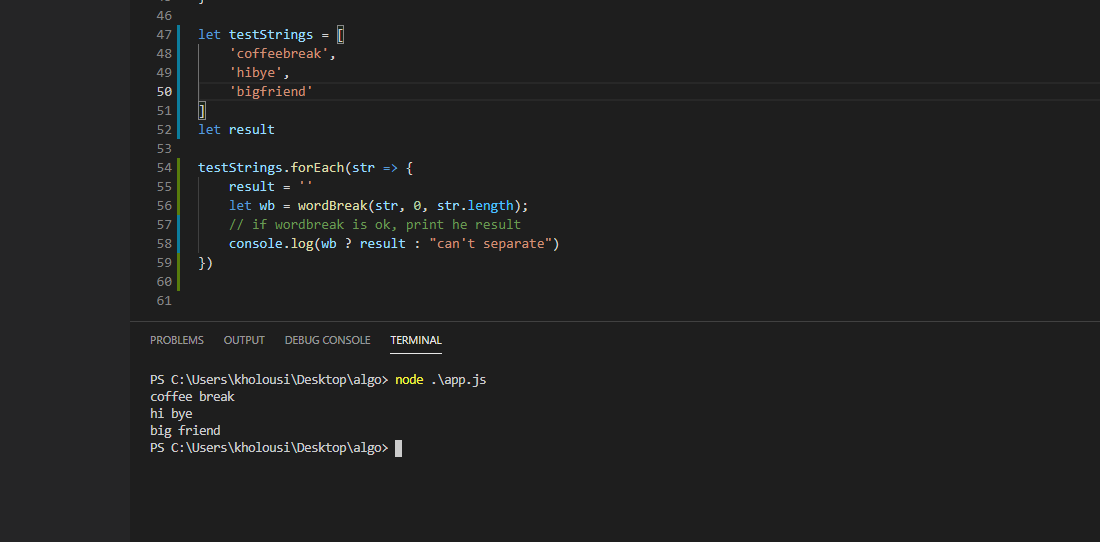 46
47 let testStrings = [
48 'coffeebreak',
49 'hibye',
50 'bigfriend'
51 ]
52 let result
53
54 testStrings.forEach(str => {
55 result = ''
56 let wb = wordBreak(str, 0, str.length);
57 // if wordbreak is ok, print he result
58 console.log(wb ? result : "can't separate")
59 })
60
61
PROBLEMS OUTPUT DEBUG CONSOLE TERMINAL
PS C:\Users\kholousi\Desktop\algo> node .\app.js
coffee break
hi bye
big friend
PS C:\Users\kholousi\Desktop\algo>